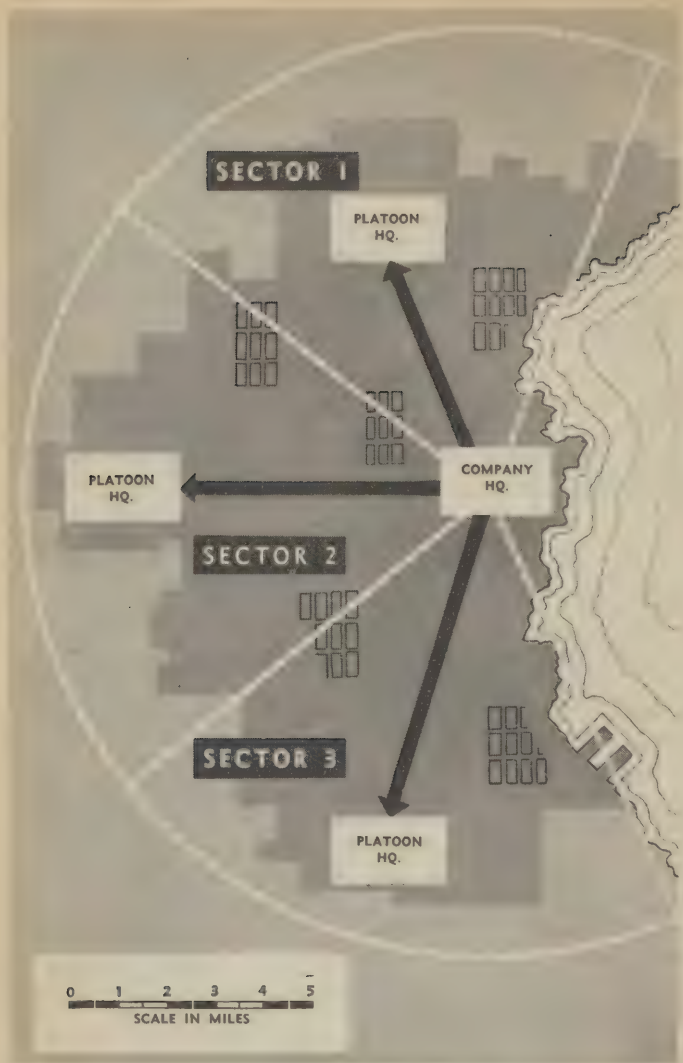 SECTOR 1
PLATOON
HQ.
PLATOON
HQ.
COMPANY
HQ.
SECTOR 2
SECTOR 3
PLATOON
HQ.
0 1 2 3 4 5
SCALE IN MILES